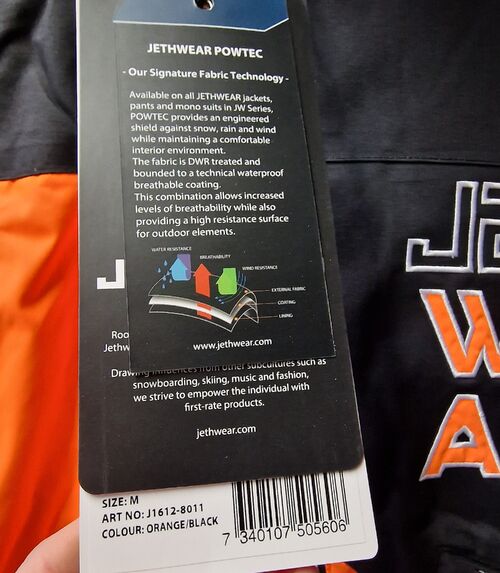 JETHWEAR POWTEC
- Our Signature Fabric Technology -
Available on all JETHWEAR jackets,
pants and mono suits in JW Series,
POWTEC provides an engineered
shield against snow, rain and wind
while maintaining a comfortable
interior environment.
The fabric is DWR treated and
bounded to a technical waterproof
breathable coating.
This combination allows increased
levels of breathability while also
providing a high resistance surface
for outdoor elements.
WATER RESISTANCE
BREATHABILITY
WIND RESISTANCE
EXTERNAL FABRIC
COATING
LINING
www.jethwear.com
Roo
Jethw
Drawing influences from other subcultures such as
snowboarding, skiing, music and fashion,
we strive to empower the individual with
first-rate products.
jethwear.com
SIZE: M
ART NO: J1612-8011
COLOUR: ORANGE/BLACK
7 340107 505606
J
JE
W
A